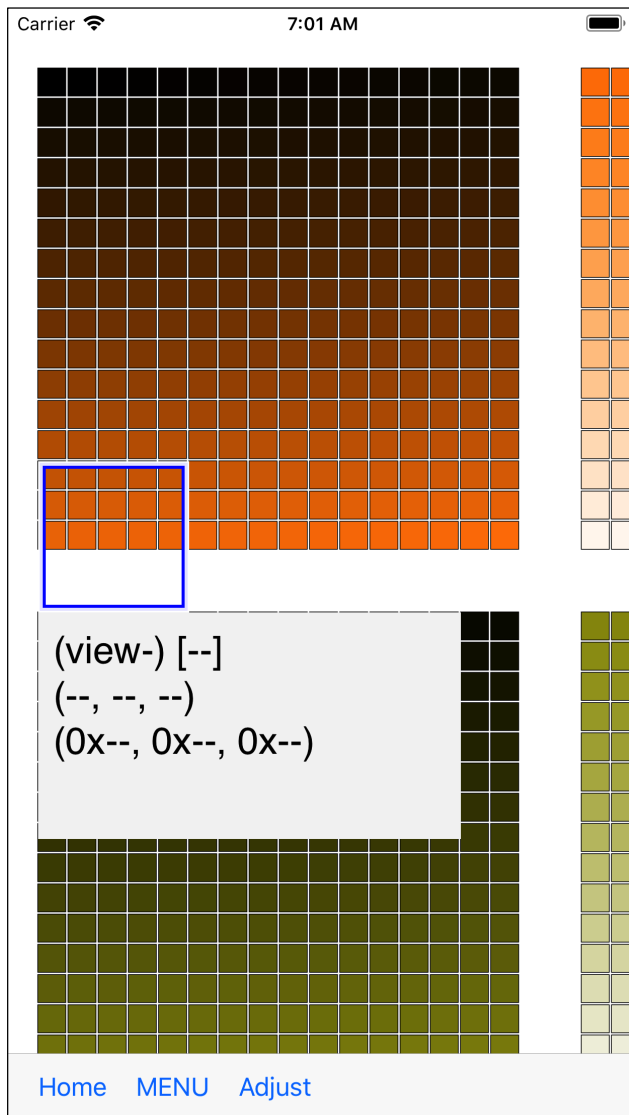 Carrier 7:01 AM
(view-) [--]
(--, --, --)
(0x--, 0x--, 0x--)
Home MENU Adjust